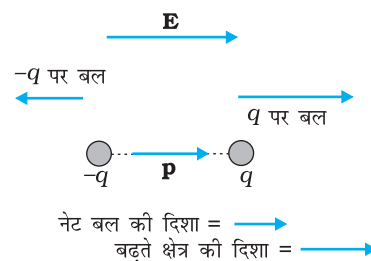 E
–q पर बल
q पर बल
–q
p
q
नेट बल की दिशा =
बढ़ते क्षेत्र की दिशा =